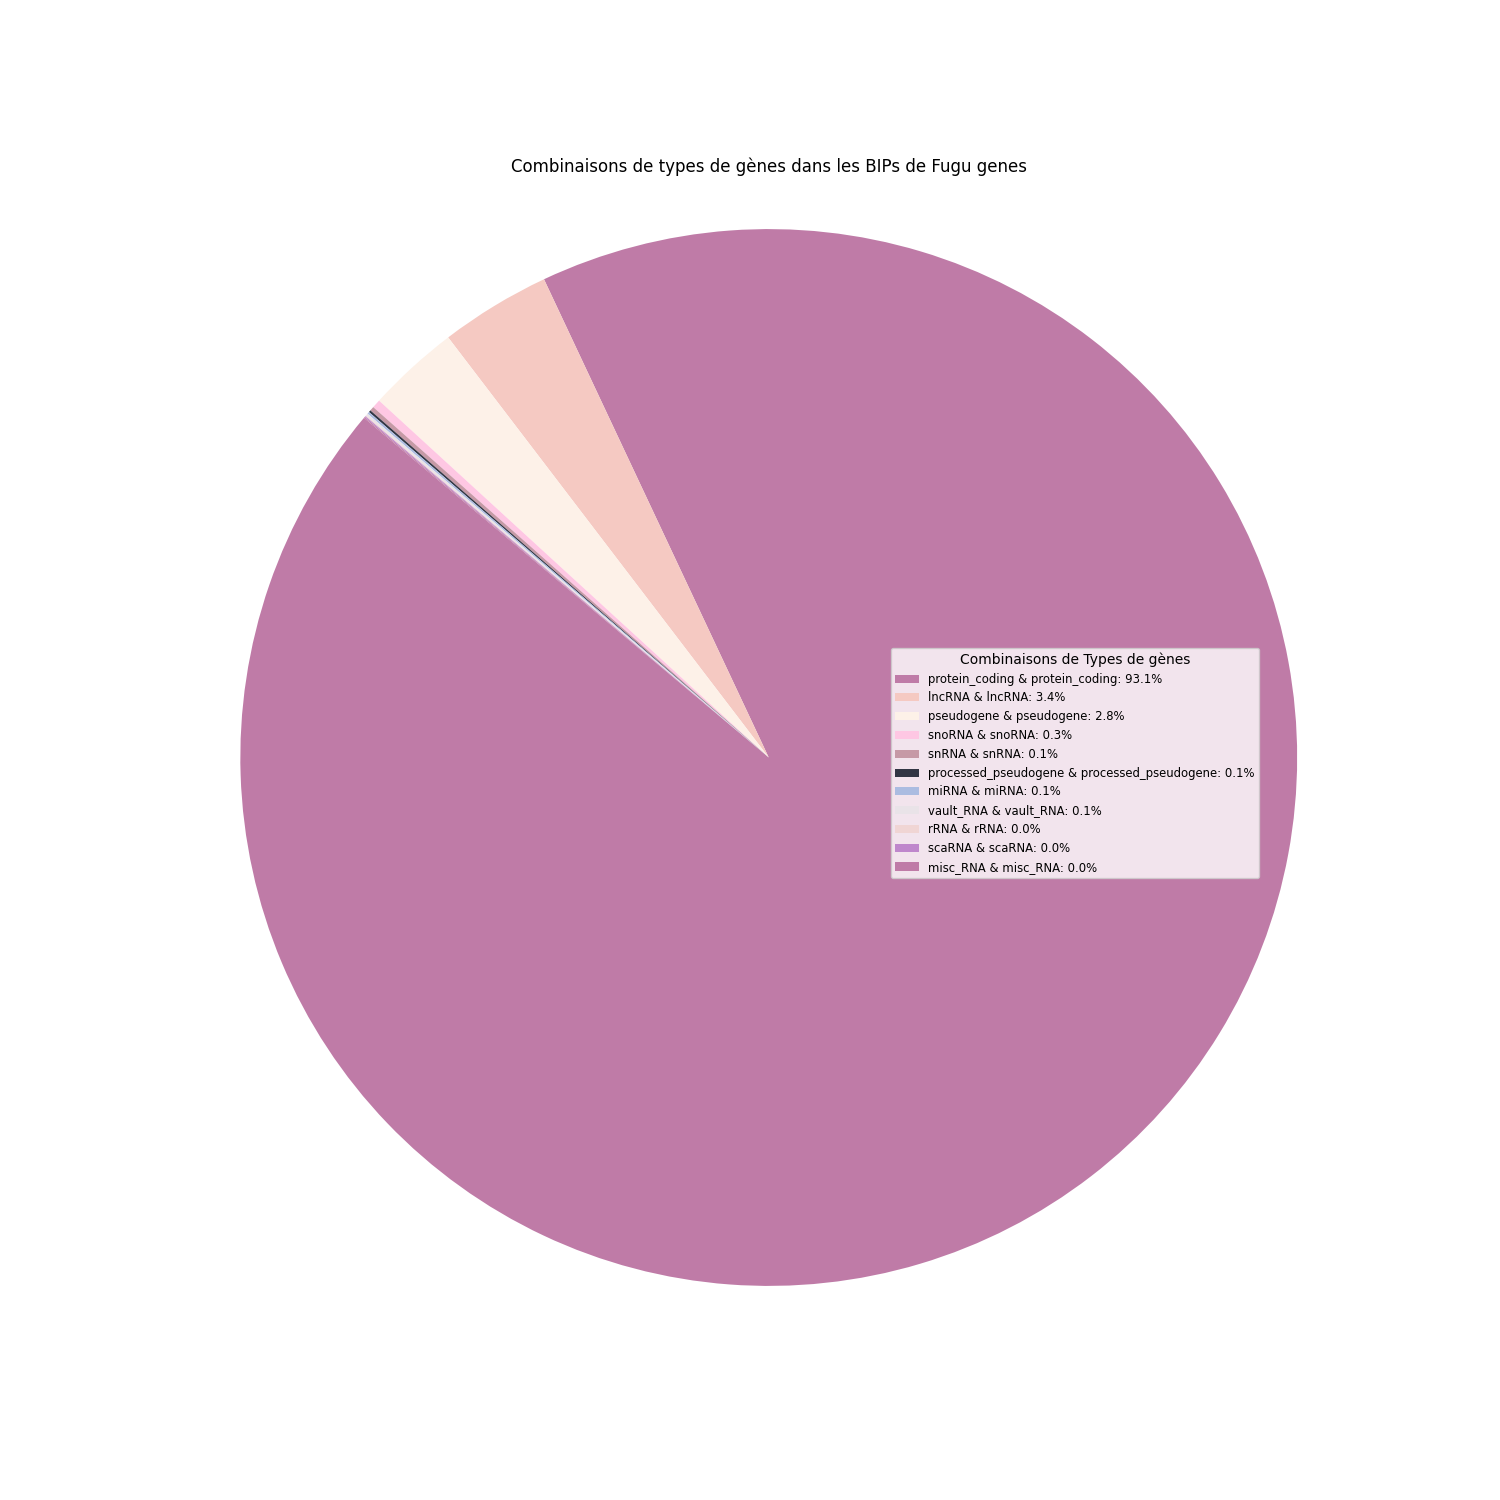 Combinaisons de types de gènes dans les BIPs de Fugu genes
Combinaisons de Types de gènes
protein_coding & protein_coding: 93.1%
lncRNA & lncRNA: 3.4%
pseudogene & pseudogene: 2.8%
snoRNA & snoRNA: 0.3%
snRNA & snRNA: 0.1%
processed_pseudogene & processed_pseudogene: 0.1%
miRNA & miRNA: 0.1%
vault_RNA & vault_RNA: 0.1%
rRNA & rRNA: 0.0%
scaRNA & scaRNA: 0.0%
misc_RNA & misc_RNA: 0.0%